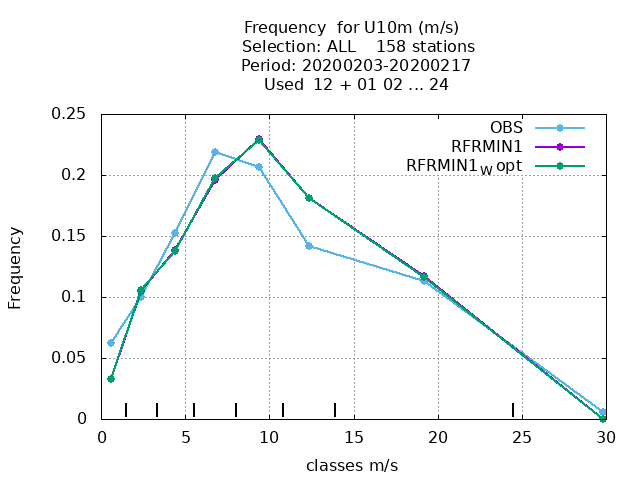 Frequency  for U10m (m/s)
Selection: ALL    158 stations
Period: 20200203-20200217
Used  12 + 01 02 ... 24
OBS
RFRMIN1
RFRMIN1_W opt
Frequency
0.25
0.2
0.15
0.1
0.05
0
0 5 10 15 20 25 30
classes m/s